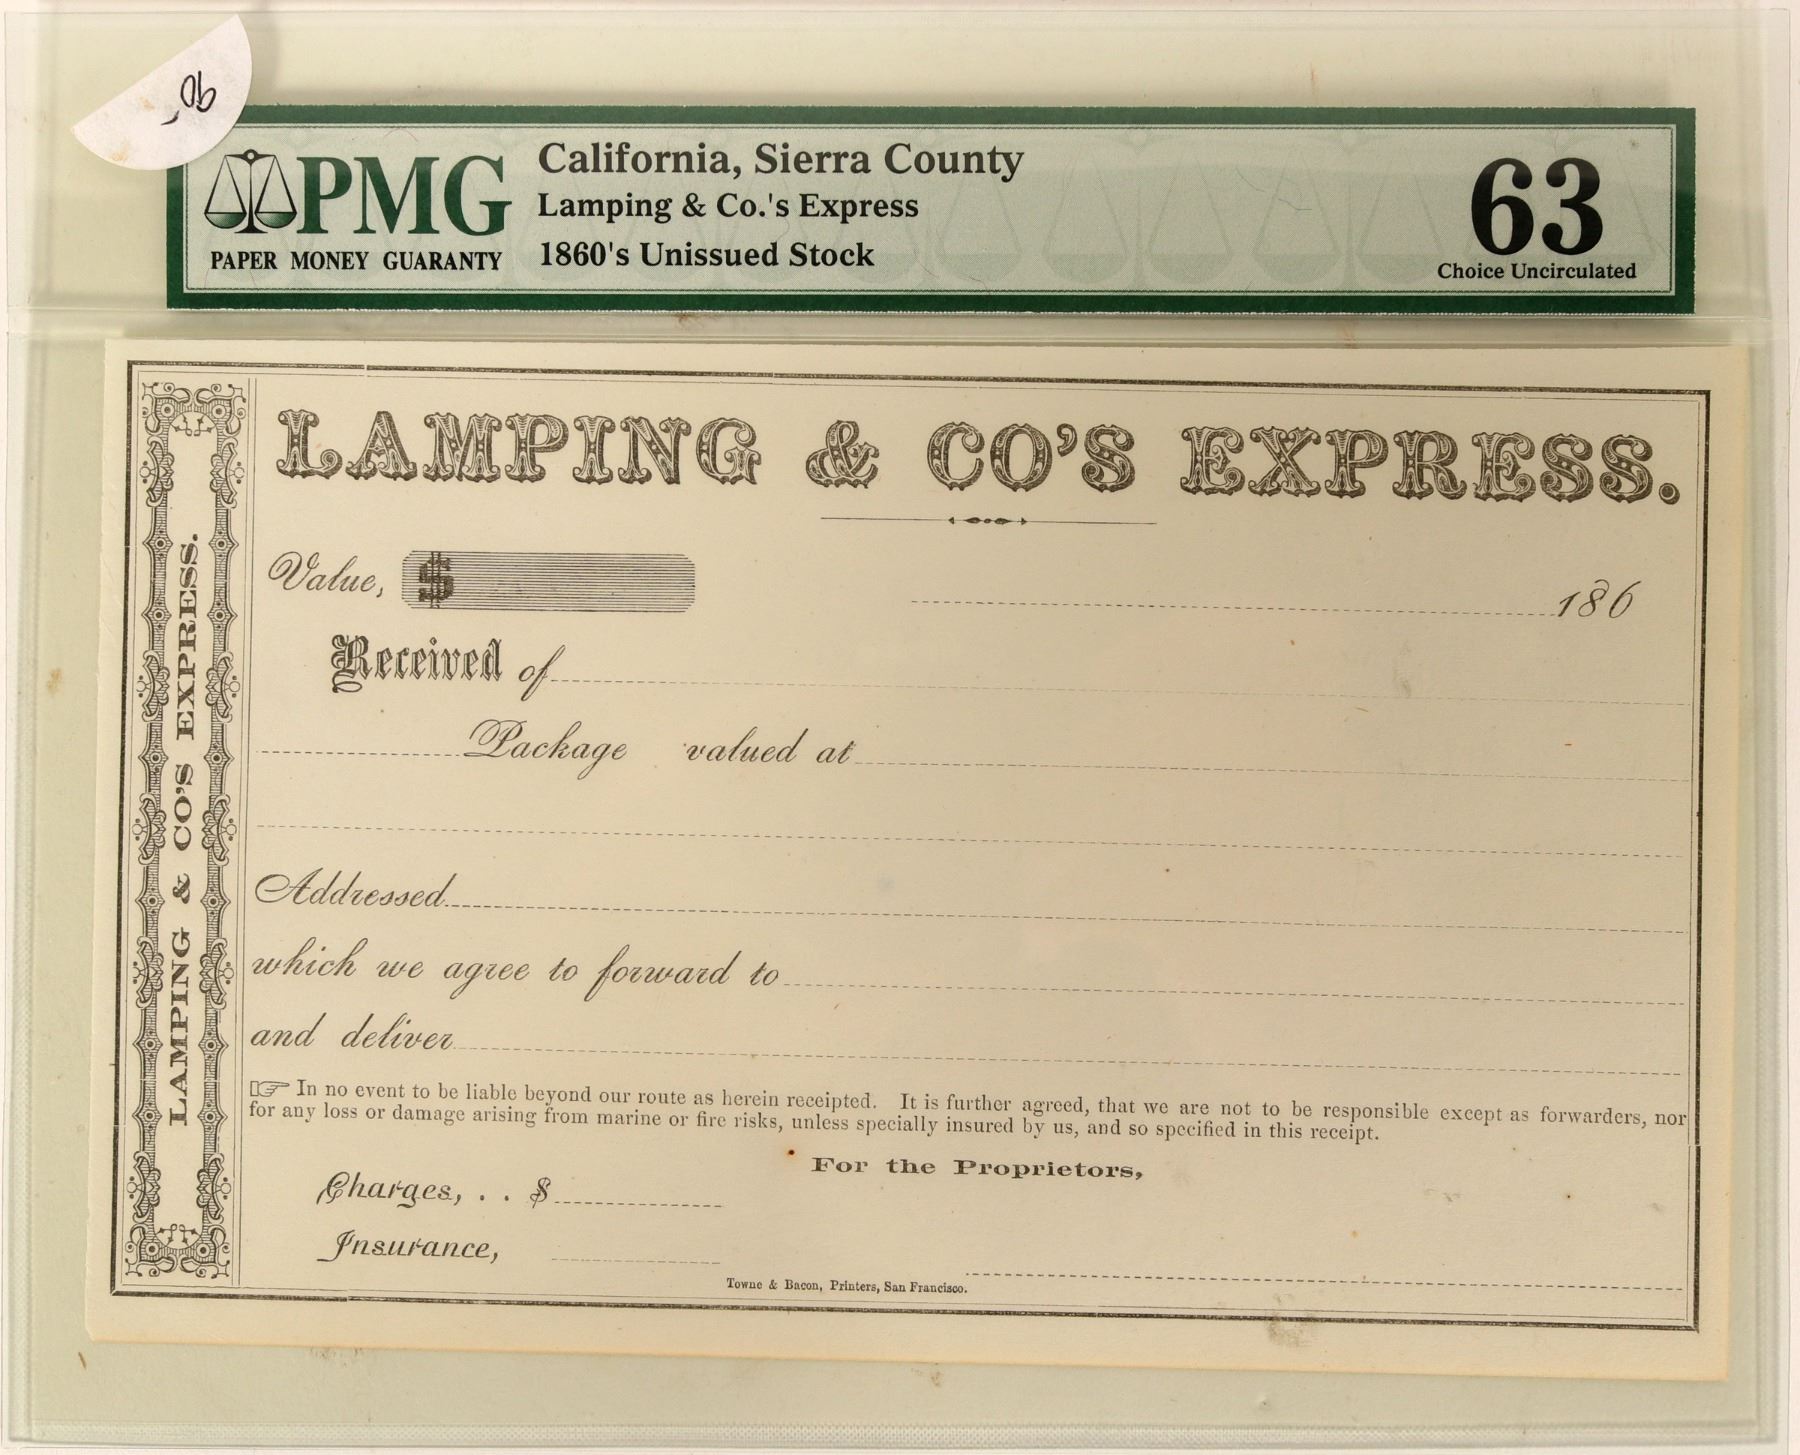 90-
PMG
PAPER MONEY GUARANTY
California, Sierra County
Lamping & Co.'s Express
1860's Unissued Stock
63
Choice Uncirculated
LAMPING & CO'S EXPRESS.
LAMPING & CO'S EXPRESS.
Value, $
186
Received of
Package valued at
Addressed
which we agree to forward to
and deliver
☞ In no event to be liable beyond our route as herein receipted. It is further agreed, that we are not to be responsible except as forwarders, nor
for any loss or damage arising from marine or fire risks, unless specially insured by us, and so specified in this receipt.
For the Proprietors,
Charges, . . $
Insurance,
Towne & Bacon, Printers, San Francisco.